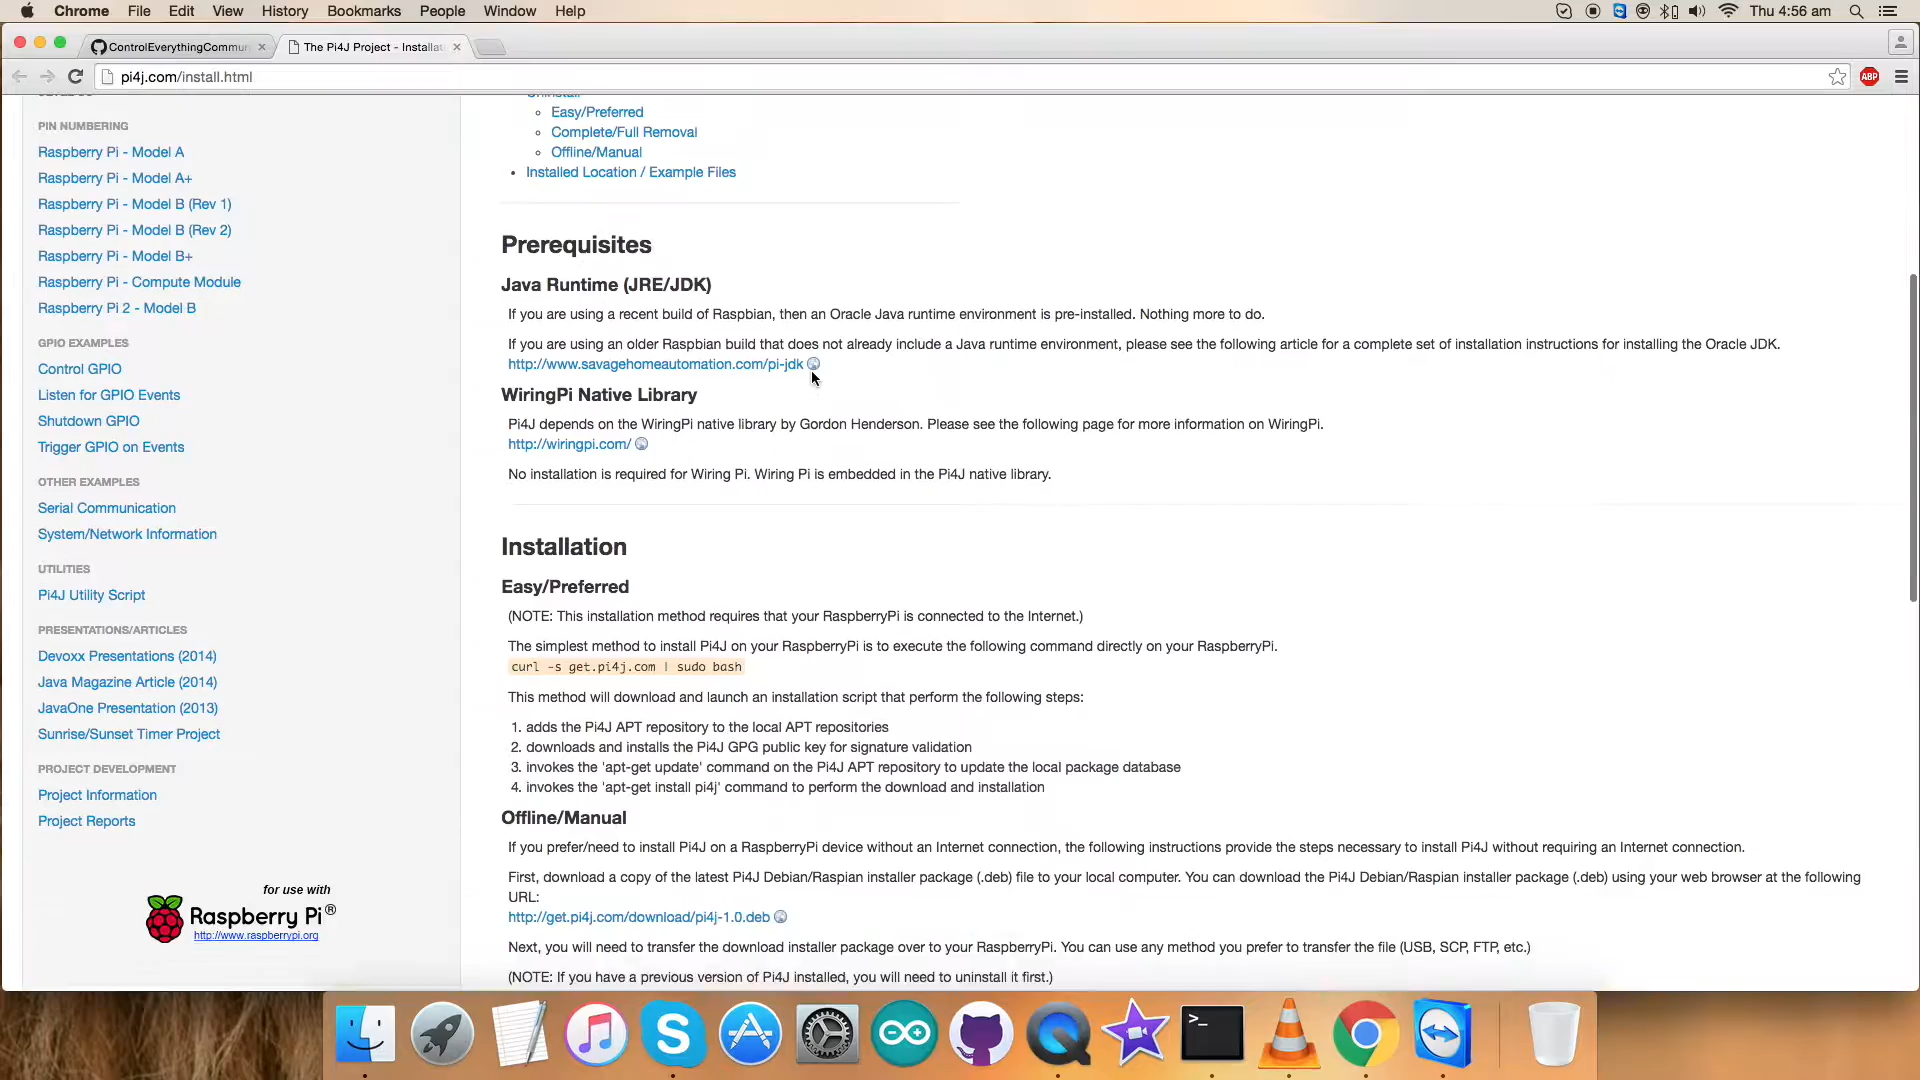 Chrome File Edit View History Bookmarks People Window Help Thu 4:56 am
ControlEverythingCommun The Pi4J Project - Installat
pi4j.com/install.html ABP
PIN NUMBERING
Raspberry Pi - Model A
Raspberry Pi - Model A+
Raspberry Pi - Model B (Rev 1)
Raspberry Pi - Model B (Rev 2)
Raspberry Pi - Model B+
Raspberry Pi - Compute Module
Raspberry Pi 2 - Model B
GPIO EXAMPLES
Control GPIO
Listen for GPIO Events
Shutdown GPIO
Trigger GPIO on Events
OTHER EXAMPLES
Serial Communication
System/Network Information
UTILITIES
Pi4J Utility Script
PRESENTATIONS/ARTICLES
Devoxx Presentations (2014)
Java Magazine Article (2014)
JavaOne Presentation (2013)
Sunrise/Sunset Timer Project
PROJECT DEVELOPMENT
Project Information
Project Reports
for use with
Raspberry Pi®
http://www.raspberrypi.org
Easy/Preferred
Complete/Full Removal
Offline/Manual
Installed Location / Example Files
Prerequisites
Java Runtime (JRE/JDK)
If you are using a recent build of Raspbian, then an Oracle Java runtime environment is pre-installed. Nothing more to do.
If you are using an older Raspbian build that does not already include a Java runtime environment, please see the following article for a complete set of installation instructions for installing the Oracle JDK.
http://www.savagehomeautomation.com/pi-jdk
WiringPi Native Library
Pi4J depends on the WiringPi native library by Gordon Henderson. Please see the following page for more information on WiringPi.
http://wiringpi.com/
No installation is required for Wiring Pi. Wiring Pi is embedded in the Pi4J native library.
Installation
Easy/Preferred
(NOTE: This installation method requires that your RaspberryPi is connected to the Internet.)
The simplest method to install Pi4J on your RaspberryPi is to execute the following command directly on your RaspberryPi.
curl -s get.pi4j.com | sudo bash
This method will download and launch an installation script that perform the following steps:
1. adds the Pi4J APT repository to the local APT repositories
2. downloads and installs the Pi4J GPG public key for signature validation
3. invokes the 'apt-get update' command on the Pi4J APT repository to update the local package database
4. invokes the 'apt-get install pi4j' command to perform the download and installation
Offline/Manual
If you prefer/need to install Pi4J on a RaspberryPi device without an Internet connection, the following instructions provide the steps necessary to install Pi4J without requiring an Internet connection.
First, download a copy of the latest Pi4J Debian/Raspian installer package (.deb) file to your local computer. You can download the Pi4J Debian/Raspian installer package (.deb) using your web browser at the following
URL:
http://get.pi4j.com/download/pi4j-1.0.deb
Next, you will need to transfer the download installer package over to your RaspberryPi. You can use any method you prefer to transfer the file (USB, SCP, FTP, etc.)
(NOTE: If you have a previous version of Pi4J installed, you will need to uninstall it first.)